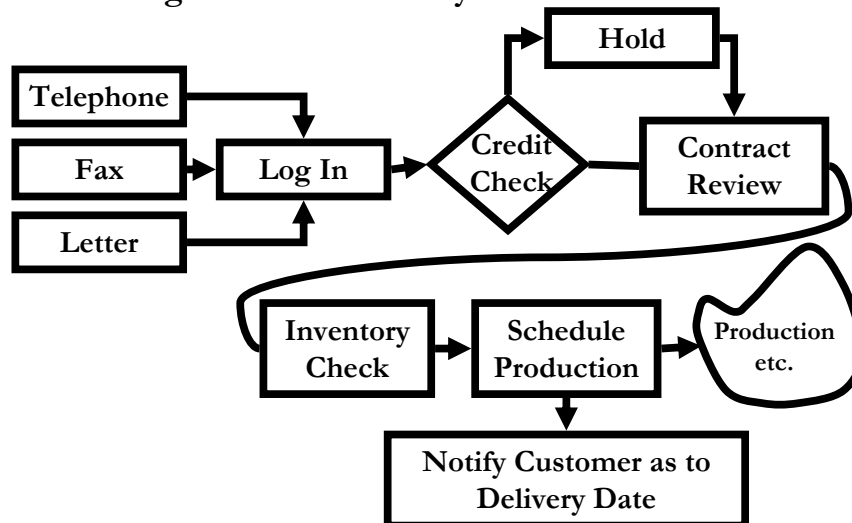 Hold
Telephone
Fax
Letter
Log In
Credit
Check
Contract
Review
Inventory
Check
Schedule
Production
Production
etc.
Notify Customer as to
Delivery Date